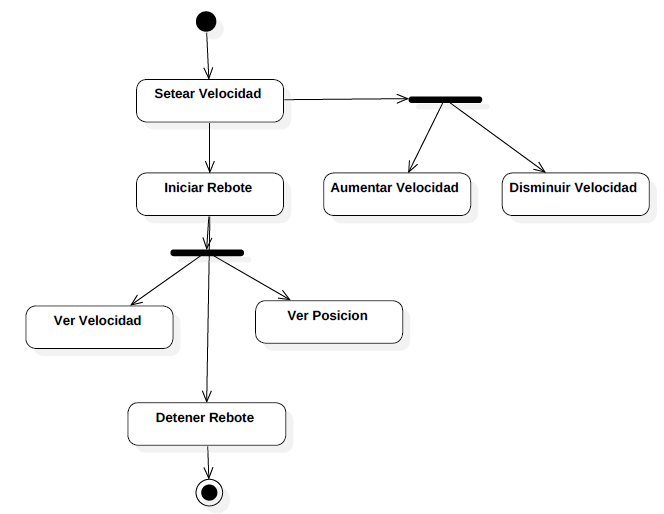 Setear Velocidad
Iniciar Rebote
Aumentar Velocidad
Disminuir Velocidad
Ver Velocidad
Ver Posicion
Detener Rebote